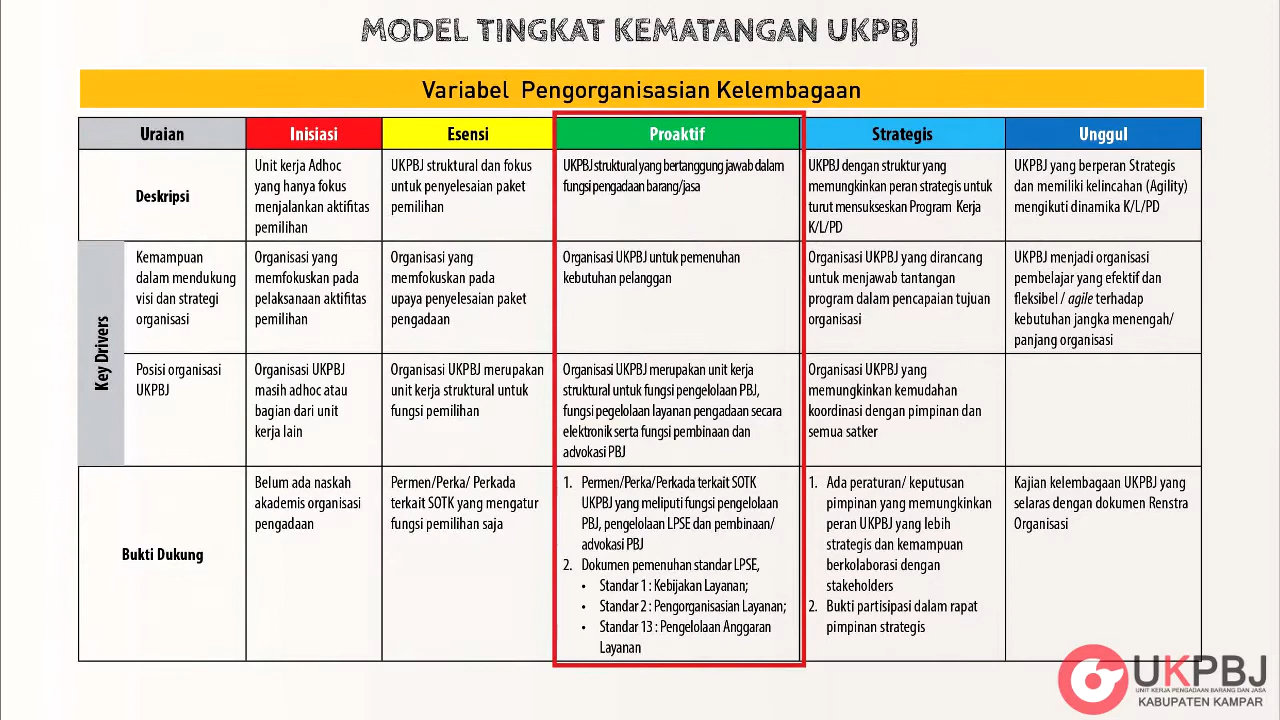 MODEL TINGKAT KEMATANGAN UKPBJ
Variabel Pengorganisasian Kelembagaan
Uraian
Inisiasi
Esensi
Proaktif
Strategis
Unggul
Deskripsi
Unit kerja Adhoc
yang hanya fokus
menjalankan aktifitas
pemilihan
UKPBJ struktural dan fokus
untuk penyelesaian paket
pemilihan
UKPBJ struktural yang bertanggung jawab dalam
fungsi pengadaan barang/jasa
UKPBJ dengan struktur yang
memungkinkan peran strategis untuk
turut mensukseskan Program Kerja
K/L/PD
UKPBJ yang berperan Strategis
dan memiliki kelincahan (Agility)
mengikuti dinamika K/L/PD
Key Drivers
Kemampuan
dalam mendukung
visi dan strategi
organisasi
Organisasi yang
memfokuskan pada
pelaksanaan aktifitas
pemilihan
Organisasi yang
memfokuskan pada
upaya penyelesaian paket
pengadaan
Organisasi UKPBJ untuk pemenuhan
kebutuhan pelanggan
Organisasi UKPBJ yang dirancang
untuk menjawab tantangan
program dalam pencapaian tujuan
organisasi
UKPBJ menjadi organisasi
pembelajar yang efektif dan
fleksibel / agile terhadap
kebutuhan jangka menengah/
panjang organisasi
Posisi organisasi
UKPBJ
Organisasi UKPBJ
masih adhoc atau
bagian dari unit
kerja lain
Organisasi UKPBJ merupakan
unit kerja struktural untuk
fungsi pemilihan
Organisasi UKPBJ merupakan unit kerja
struktural untuk fungsi pengelolaan PBJ,
fungsi pegelolaan layanan pengadaan secara
elektronik serta fungsi pembinaan dan
advokasi PBJ
Organisasi UKPBJ yang
memungkinkan kemudahan
koordinasi dengan pimpinan dan
semua satker
Bukti Dukung
Belum ada naskah
akademis organisasi
pengadaan
Permen/Perka/ Perkada
terkait SOTK yang mengatur
fungsi pemilihan saja
1. Permen/Perka/Perkada terkait SOTK
UKPBJ yang meliputi fungsi pengelolaan
PBJ, pengelolaan LPSE dan pembinaan/
advokasi PBJ
2. Dokumen pemenuhan standar LPSE,
• Standar 1 : Kebijakan Layanan;
• Standar 2 : Pengorganisasian Layanan;
• Standar 13 : Pengelolaan Anggaran
Layanan
1. Ada peraturan/ keputusan
pimpinan yang memungkinkan
peran UKPBJ yang lebih
strategis dan kemampuan
berkolaborasi dengan
stakeholders
2. Bukti partisipasi dalam rapat
pimpinan strategis
Kajian kelembagaan UKPBJ yang
selaras dengan dokumen Renstra
Organisasi
UKPBJ
UNIT KERJA PENGADAAN BARANG DAN JASA
KABUPATEN KAMPAR